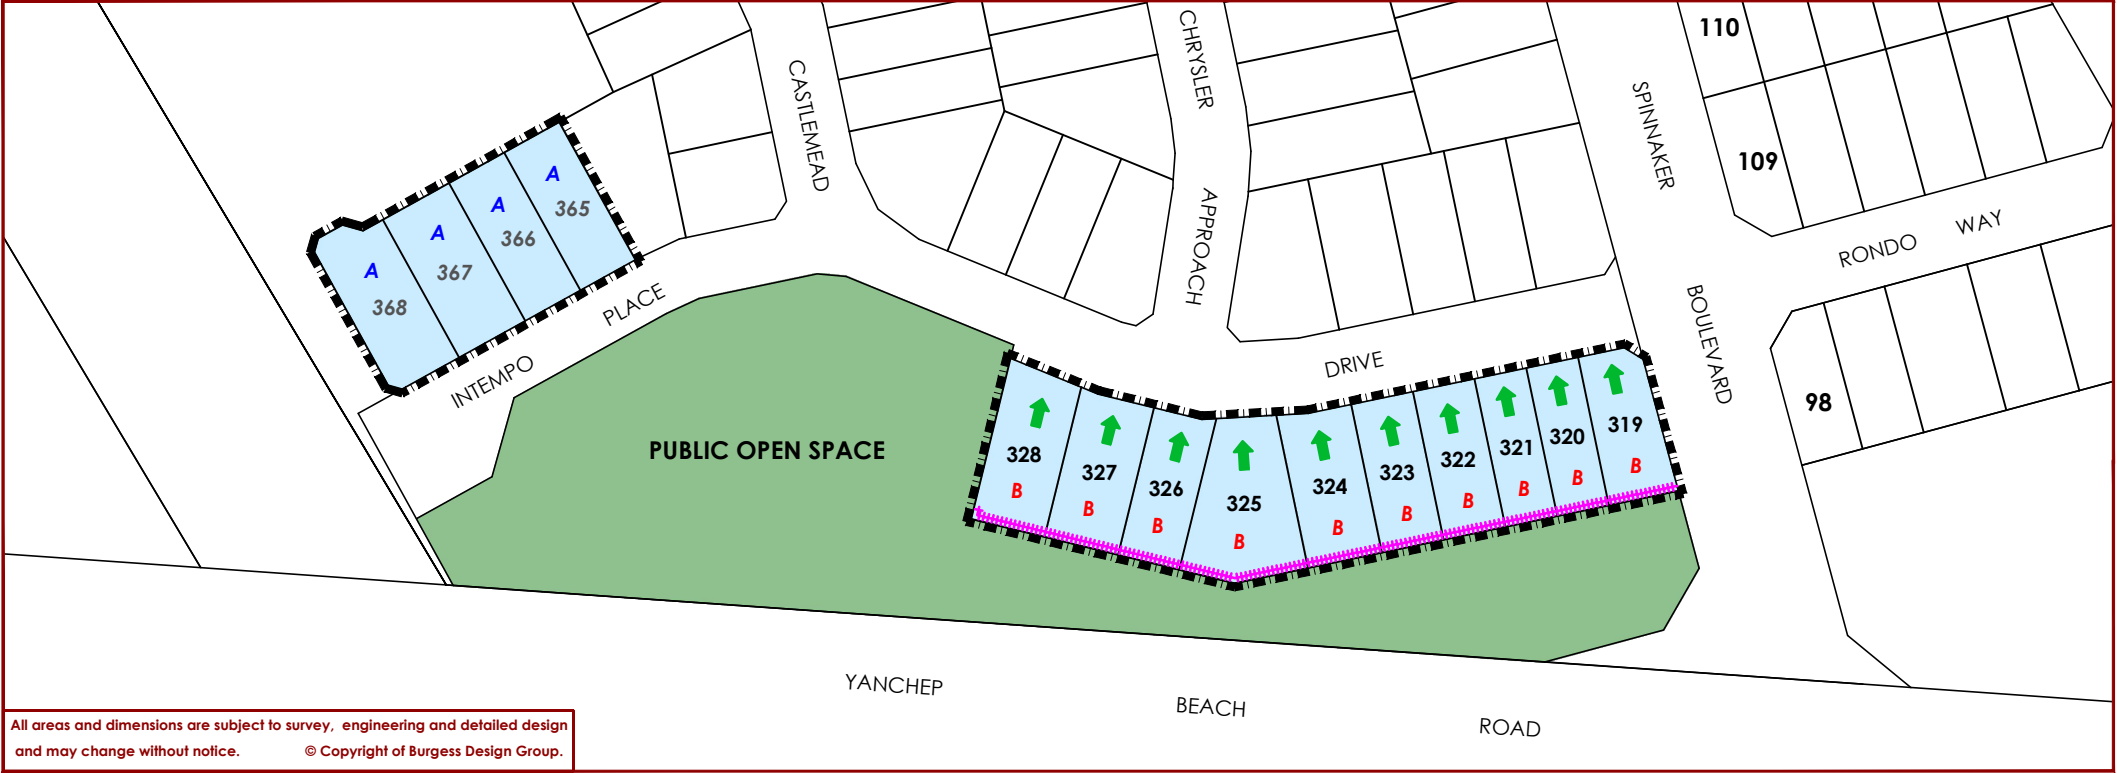 110
109
98
CASTLEMEAD
CHRYSLER
APPROACH
SPINNAKER
BOULEVARD
RONDO WAY
A
365
A
366
A
367
A
368
INTEMPO PLACE
DRIVE
PUBLIC OPEN SPACE
328
B
327
B
326
B
325
B
324
B
323
B
322
B
321
B
320
B
319
B
YANCHEP BEACH ROAD
All areas and dimensions are subject to survey, engineering and detailed design
and may change without notice. © Copyright of Burgess Design Group.